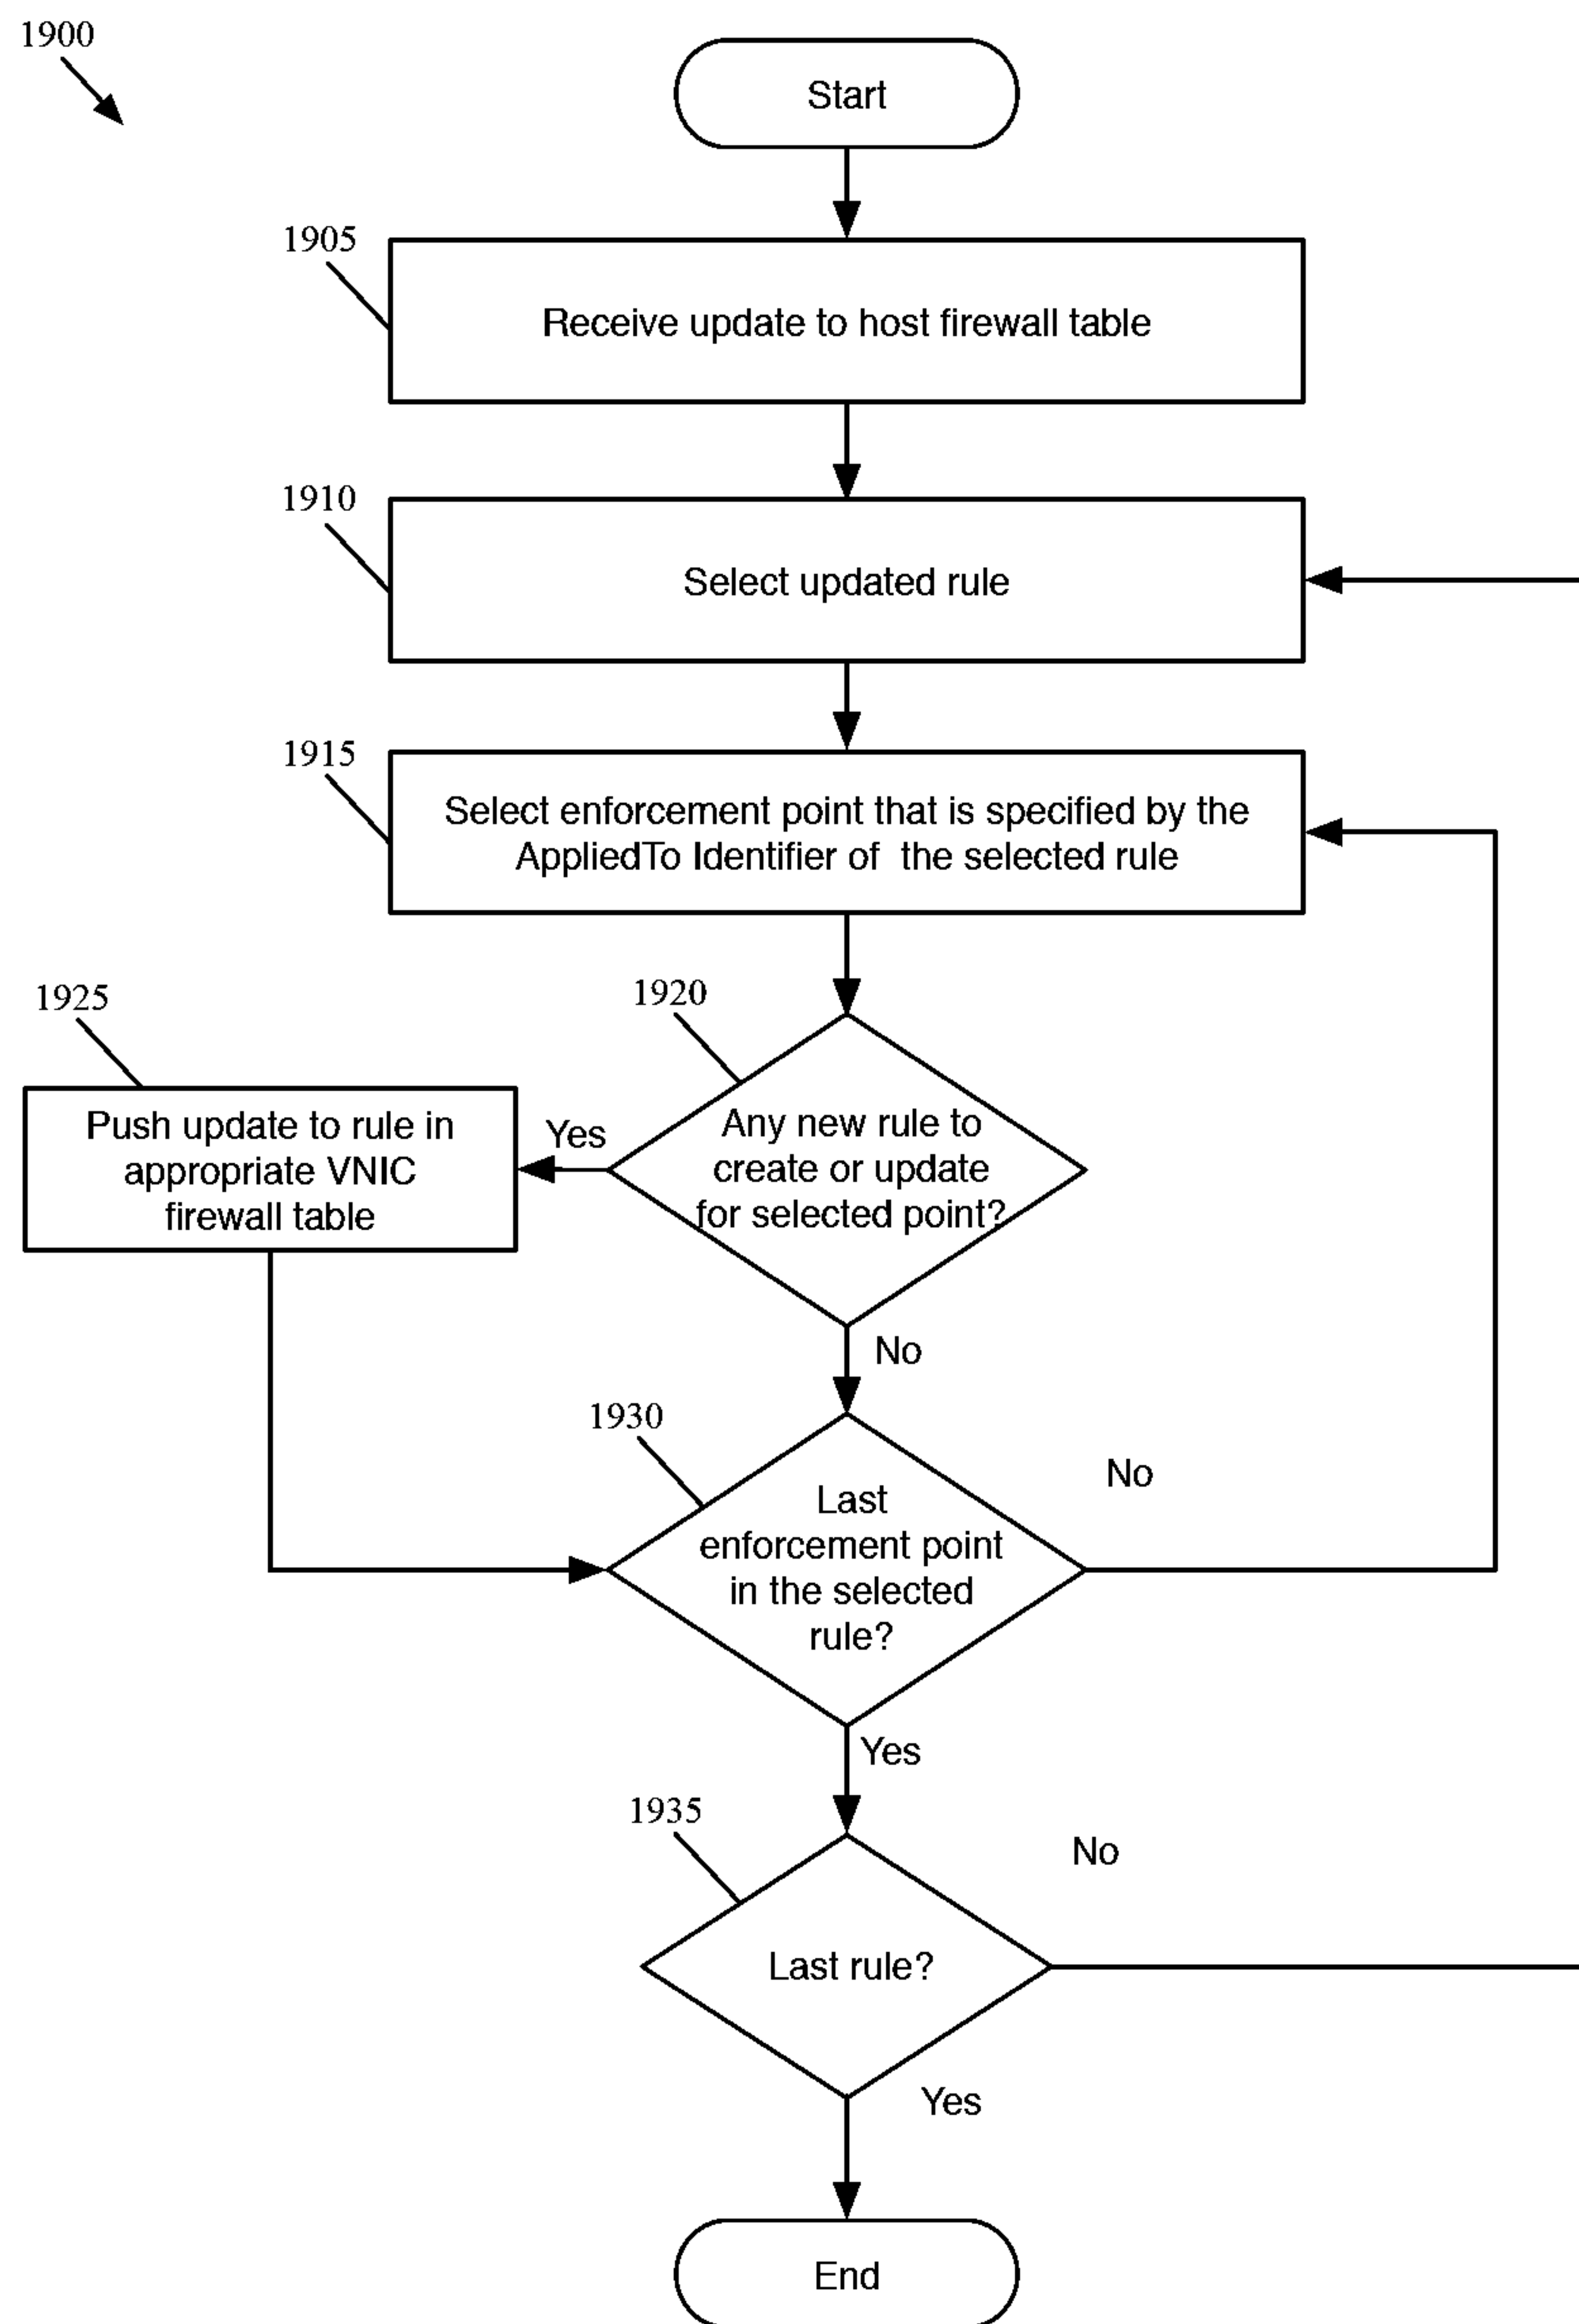 1900
Start
1905
Receive update to host firewall table
1910
Select updated rule
1915
Select enforcement point that is specified by the
AppliedTo Identifier of the selected rule
1920
Any new rule to
create or update
for selected point?
Yes
1925
Push update to rule in
appropriate VNIC
firewall table
No
1930
Last
enforcement point
in the selected
rule?
No
Yes
1935
Last rule?
No
Yes
End